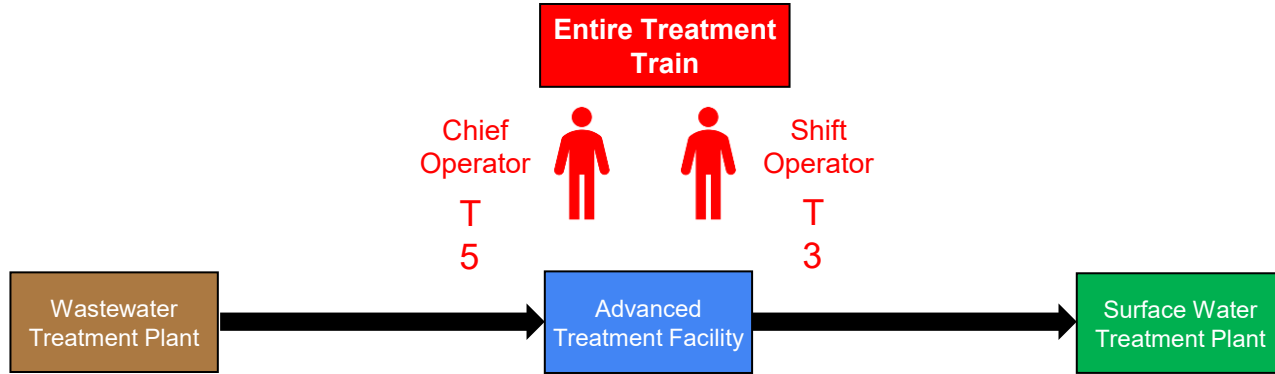 Entire Treatment
Train
Chief
Operator
T
5
Shift
Operator
T
3
Wastewater
Treatment Plant
Advanced
Treatment Facility
Surface Water
Treatment Plant